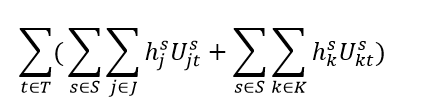 ∑_{t∈T}( ∑_{s∈S} ∑_{j∈J} h_j^s U_{jt}^s + ∑_{s∈S} ∑_{k∈K} h_k^s U_{kt}^s )